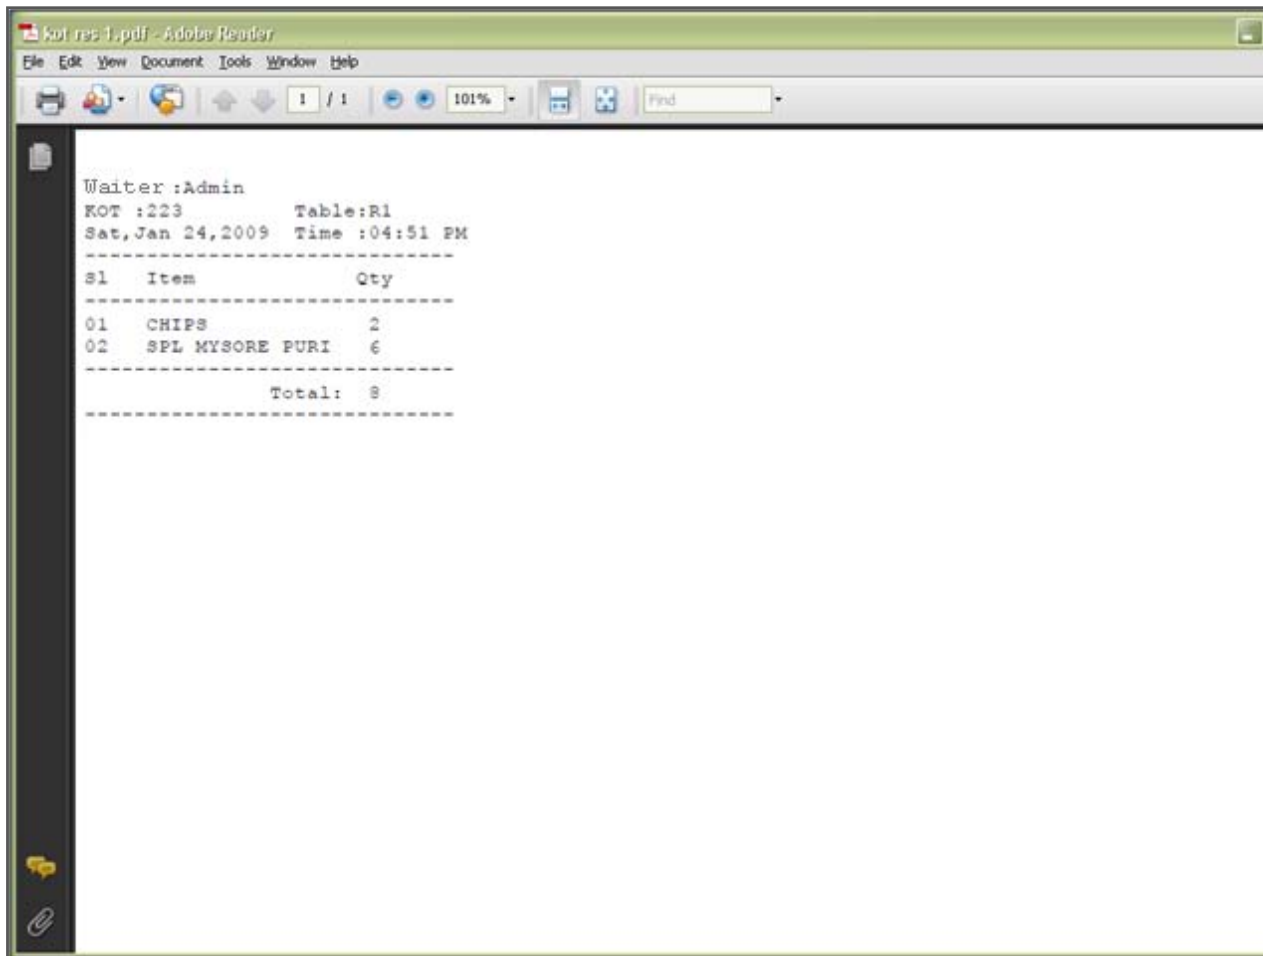 kot res 1.pdf - Adobe Reader
File Edit View Document Tools Window Help
1 / 1 101% Find
Waiter :Admin
KOT :223 Table:R1
Sat,Jan 24,2009 Time :04:51 PM
------------------------------
Sl Item Qty
------------------------------
01 CHIPS 2
02 SPL MYSORE PURI 6
------------------------------
Total: 8
------------------------------